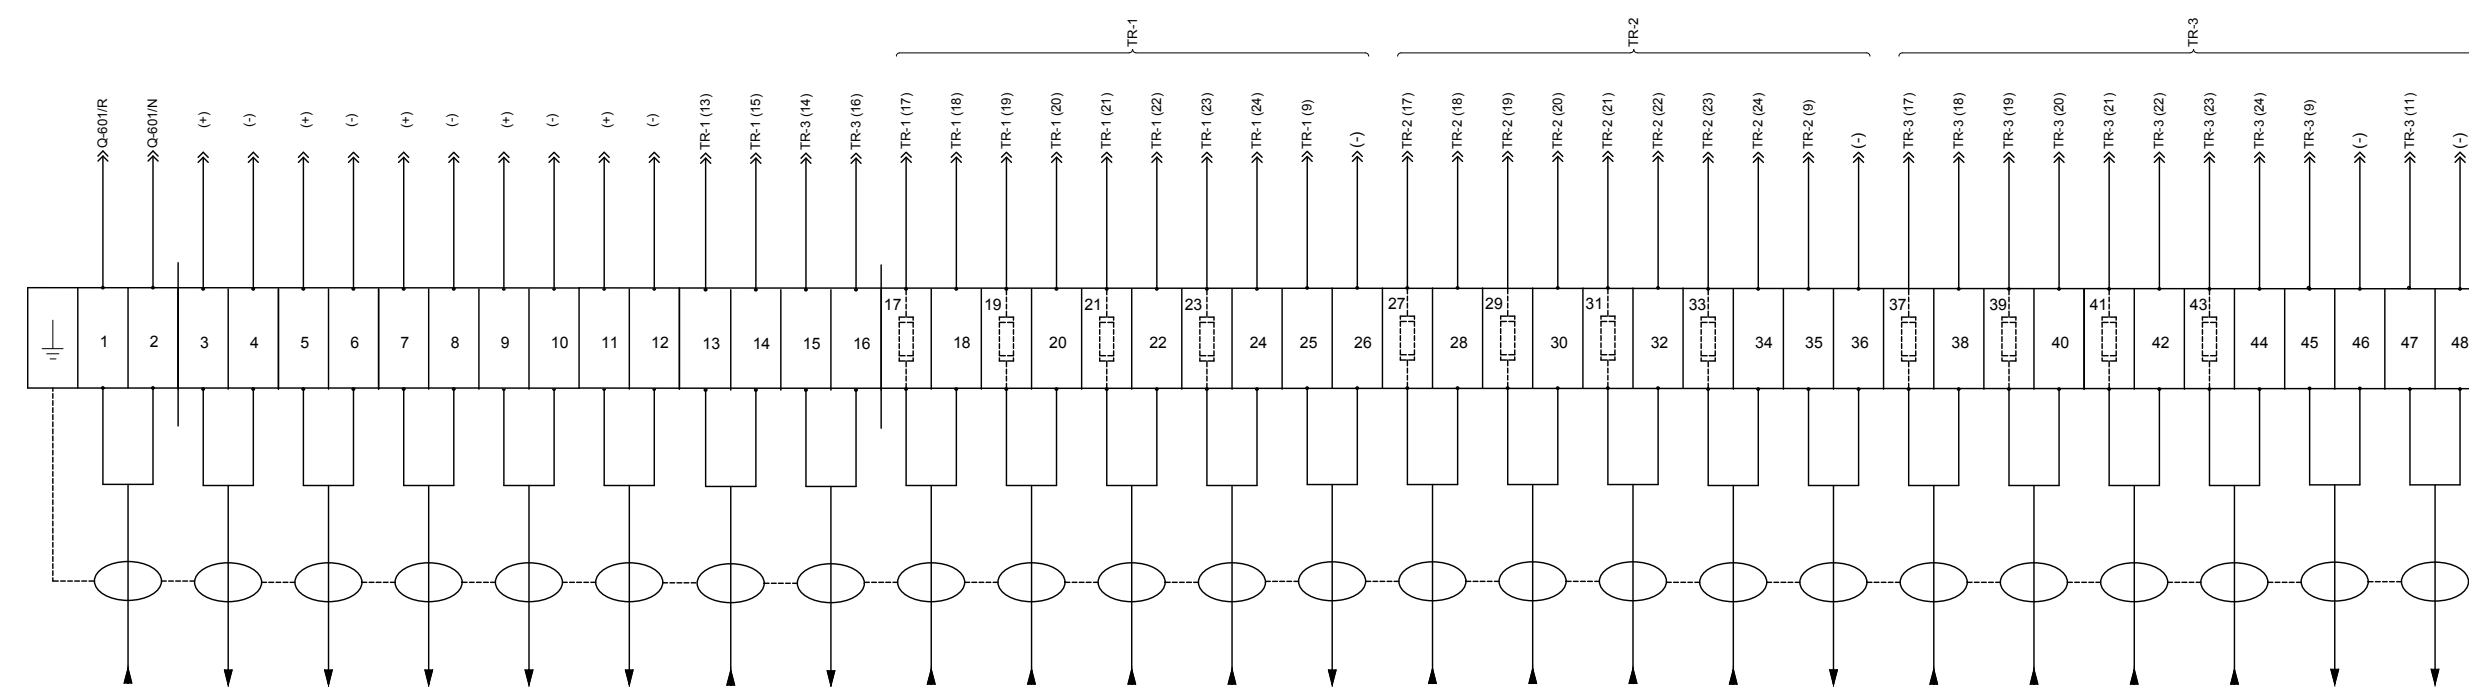 TR-1
TR-2
TR-3
Q-601/R
Q-601/N
(+)
(-)
(+)
(-)
(+)
(-)
(+)
(-)
(+)
(-)
TR-1 (13)
TR-1 (15)
TR-3 (14)
TR-3 (16)
TR-1 (17)
TR-1 (18)
TR-1 (19)
TR-1 (20)
TR-1 (21)
TR-1 (22)
TR-1 (23)
TR-1 (24)
TR-1 (9)
(-)
TR-2 (17)
TR-2 (18)
TR-2 (19)
TR-2 (20)
TR-2 (21)
TR-2 (22)
TR-2 (23)
TR-2 (24)
TR-2 (9)
(-)
TR-3 (17)
TR-3 (18)
TR-3 (19)
TR-3 (20)
TR-3 (21)
TR-3 (22)
TR-3 (23)
TR-3 (24)
TR-3 (9)
(-)
TR-3 (11)
(-)
1
2
3
4
5
6
7
8
9
10
11
12
13
14
15
16
17
18
19
20
21
22
23
24
25
26
27
28
29
30
31
32
33
34
35
36
37
38
39
40
41
42
43
44
45
46
47
48